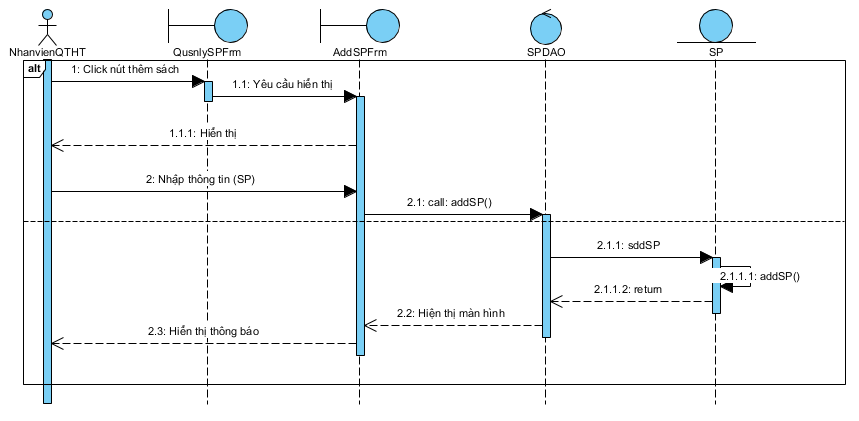 NhanvienQTHT
QusnlySPFrm
AddSPFrm
SPDAO
SP
alt
1: Click nút thêm sách
1.1: Yêu cầu hiển thị
1.1.1: Hiển thị
2: Nhập thông tin (SP)
2.1: call: addSP()
2.1.1: sddSP
2.1.1.1: addSP()
2.1.1.2: return
2.2: Hiện thị màn hình
2.3: Hiển thị thông báo